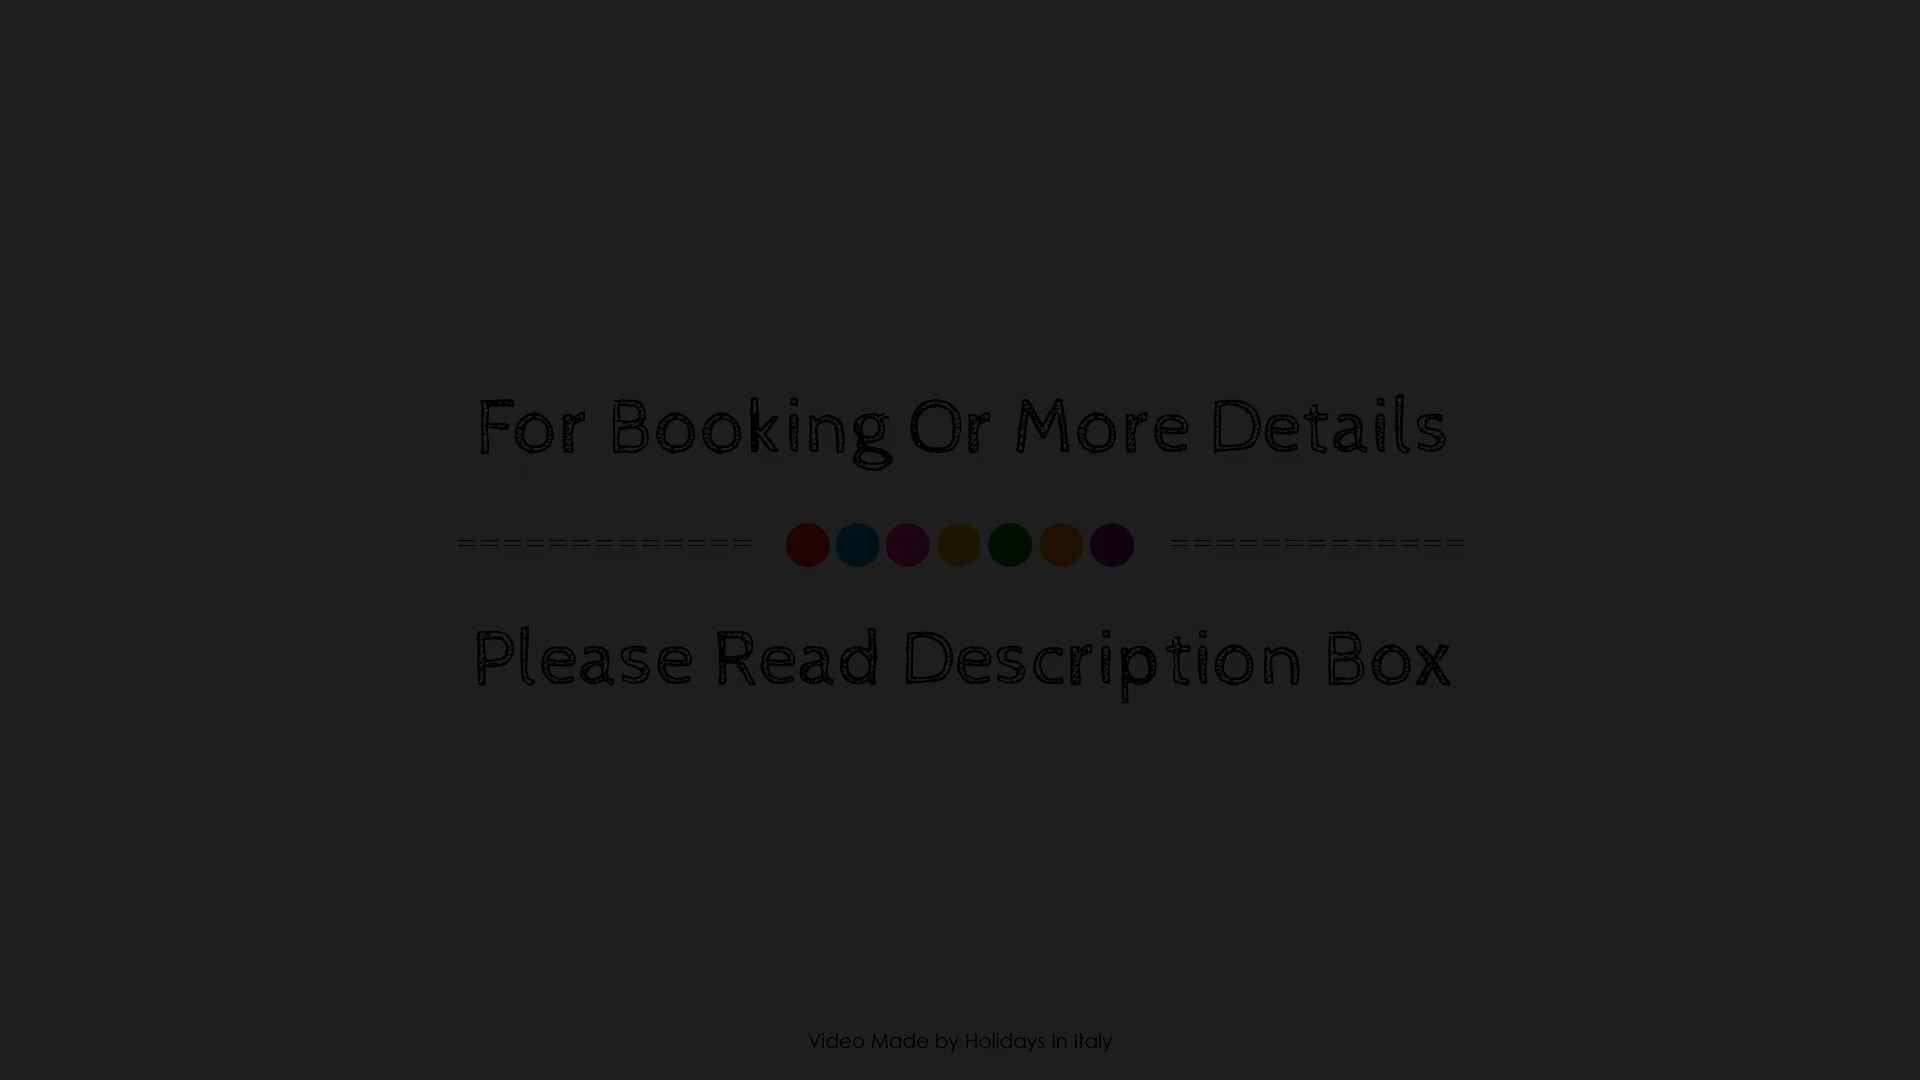 For Booking Or More Details
============= =============
Please Read Description Box
Video Made by Holidays In Italy